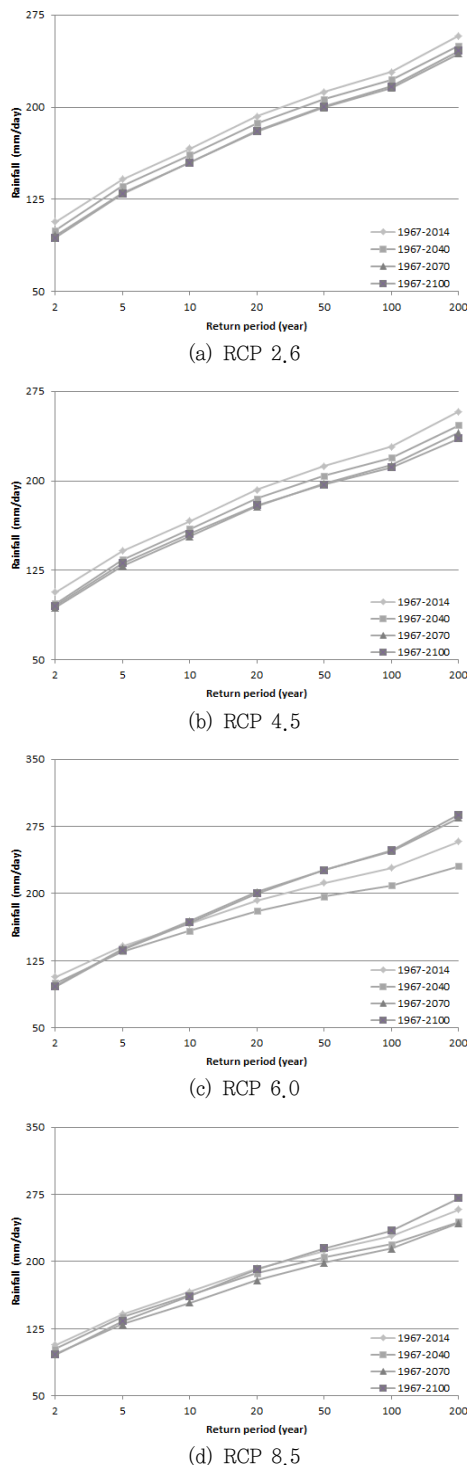 275
200
125
50
Rainfall (mm/day)
1967-2014
1967-2040
1967-2070
1967-2100
2 5 10 20 50 100 200
Return period (year)
(a) RCP 2.6
275
200
125
50
Rainfall (mm/day)
1967-2014
1967-2040
1967-2070
1967-2100
2 5 10 20 50 100 200
Return period (year)
(b) RCP 4.5
350
275
200
125
50
Rainfall (mm/day)
1967-2014
1967-2040
1967-2070
1967-2100
2 5 10 20 50 100 200
Return period (year)
(c) RCP 6.0
350
275
200
125
50
Rainfall (mm/day)
1967-2014
1967-2040
1967-2070
1967-2100
2 5 10 20 50 100 200
Return period (year)
(d) RCP 8.5